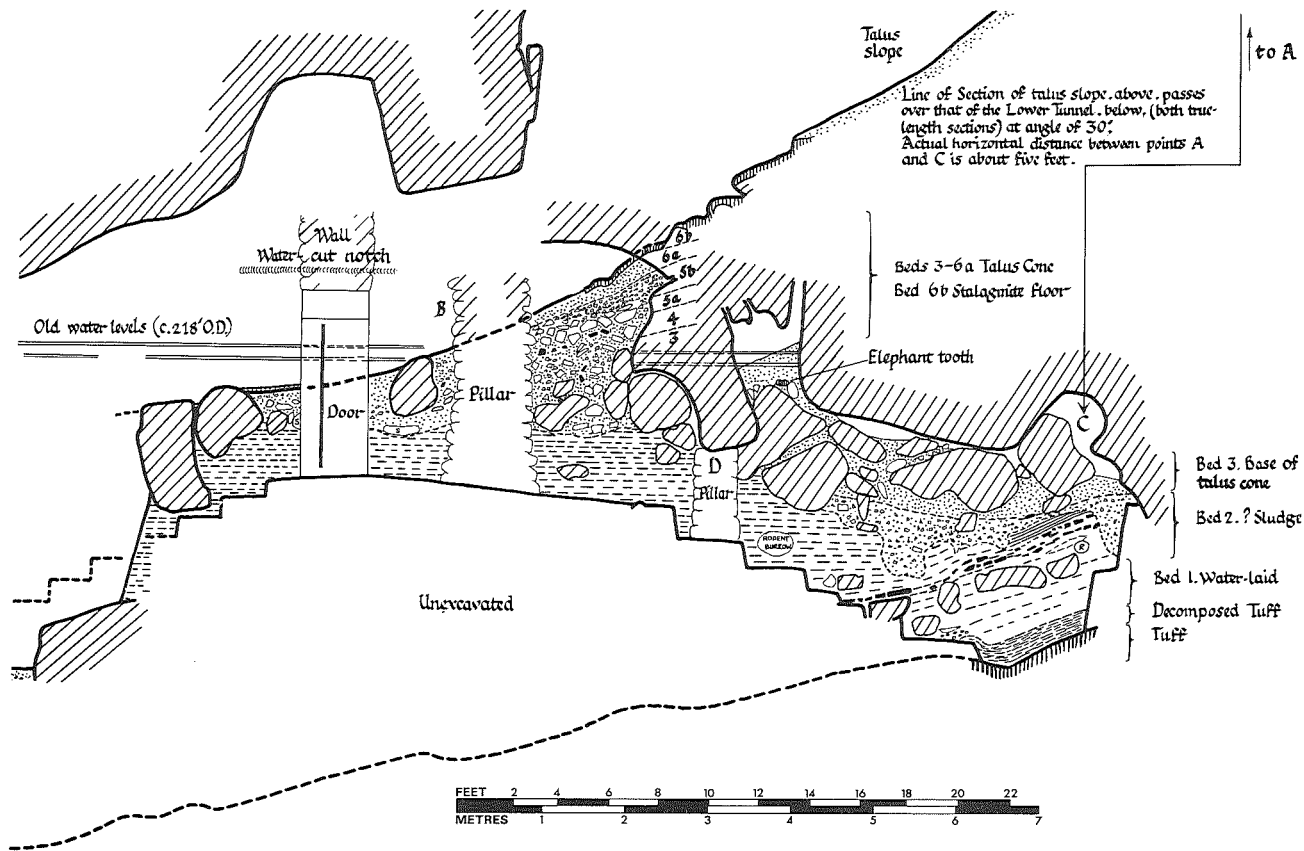 Talus
slope
to A
Line of Section of talus slope. above. passes
over that of the Lower Tunnel. below, (both true-
length sections) at angle of 30°.
Actual horizontal distance between points A
and C is about five feet.
Wall
Water-cut notch
6b
6a
5b
5a
4
3
Beds 3-6a Talus Cone
Bed 6b Stalagmite Floor
B
Old water levels (c.218' O.D.)
Elephant tooth
Pillar
Door
S
S
C
D
Pillar
Bed 3. Base of
talus cone
Bed 2. ? Sludge
RODENT
BURROW
R
Bed 1. Water-laid
Unexcavated
Decomposed Tuff
Tuff
FEET 2 4 6 8 10 12 14 16 18 20 22
METRES 1 2 3 4 5 6 7